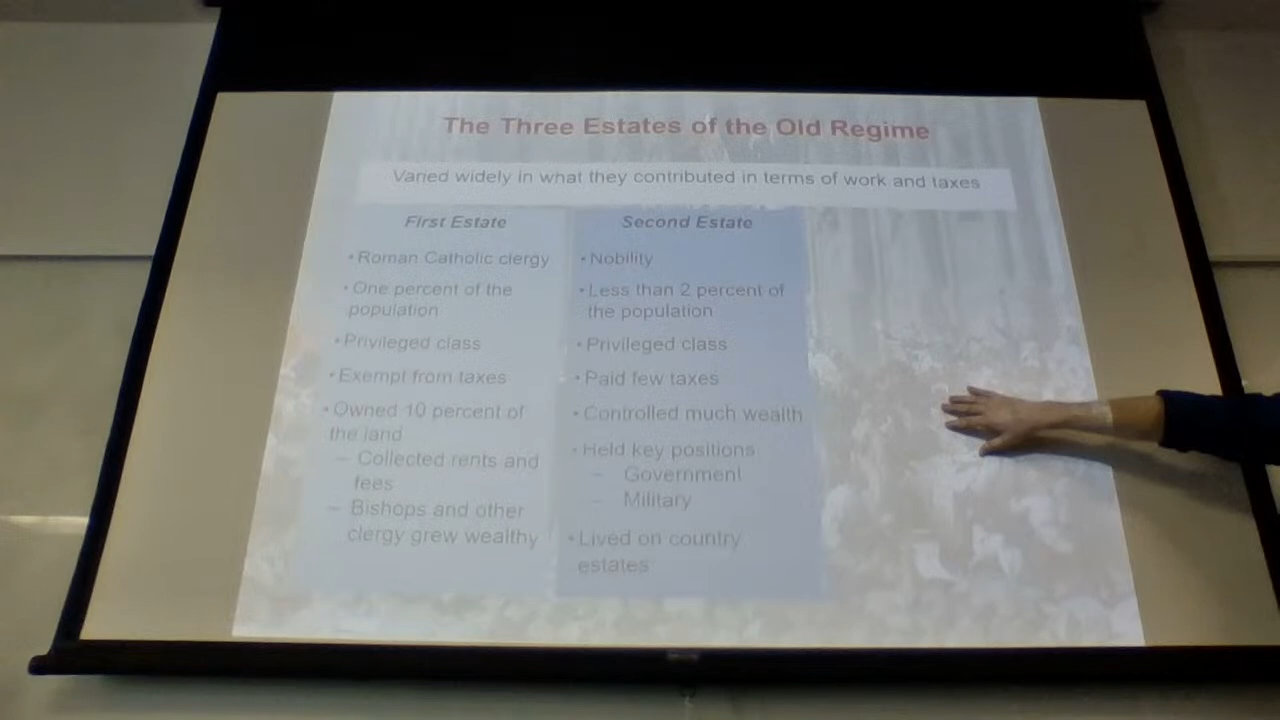 The Three Estates of the Old Regime
Varied widely in what they contributed in terms of work and taxes
First Estate
• Roman Catholic clergy
• One percent of the
population
• Privileged class
• Exempt from taxes
• Owned 10 percent of
the land
– Collected rents and
fees
– Bishops and other
clergy grew wealthy
Second Estate
• Nobility
• Less than 2 percent of
the population
• Privileged class
• Paid few taxes
• Controlled much wealth
• Held key positions
– Government
– Military
• Lived on country
estates